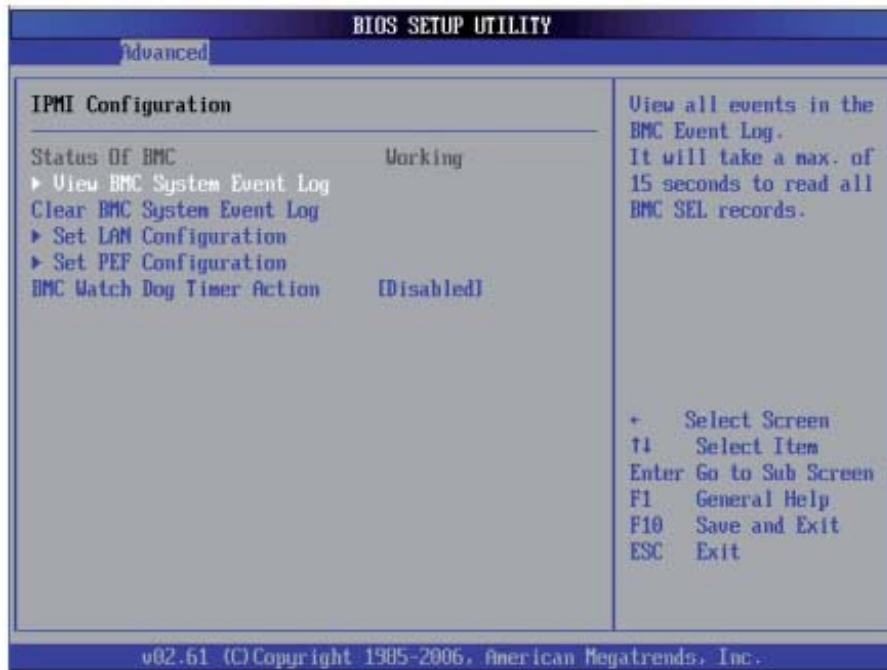 BIOS SETUP UTILITY
Advanced
IPMI Configuration
Status Of BMC Working
▶ View BMC System Event Log
Clear BMC System Event Log
▶ Set LAN Configuration
▶ Set PEF Configuration
BMC Watch Dog Timer Action [Disabled]
View all events in the
BMC Event Log.
It will take a max. of
15 seconds to read all
BMC SEL records.
← Select Screen
↑↓ Select Item
Enter Go to Sub Screen
F1 General Help
F10 Save and Exit
ESC Exit
v02.61 (C)Copyright 1985-2006, American Megatrends, Inc.